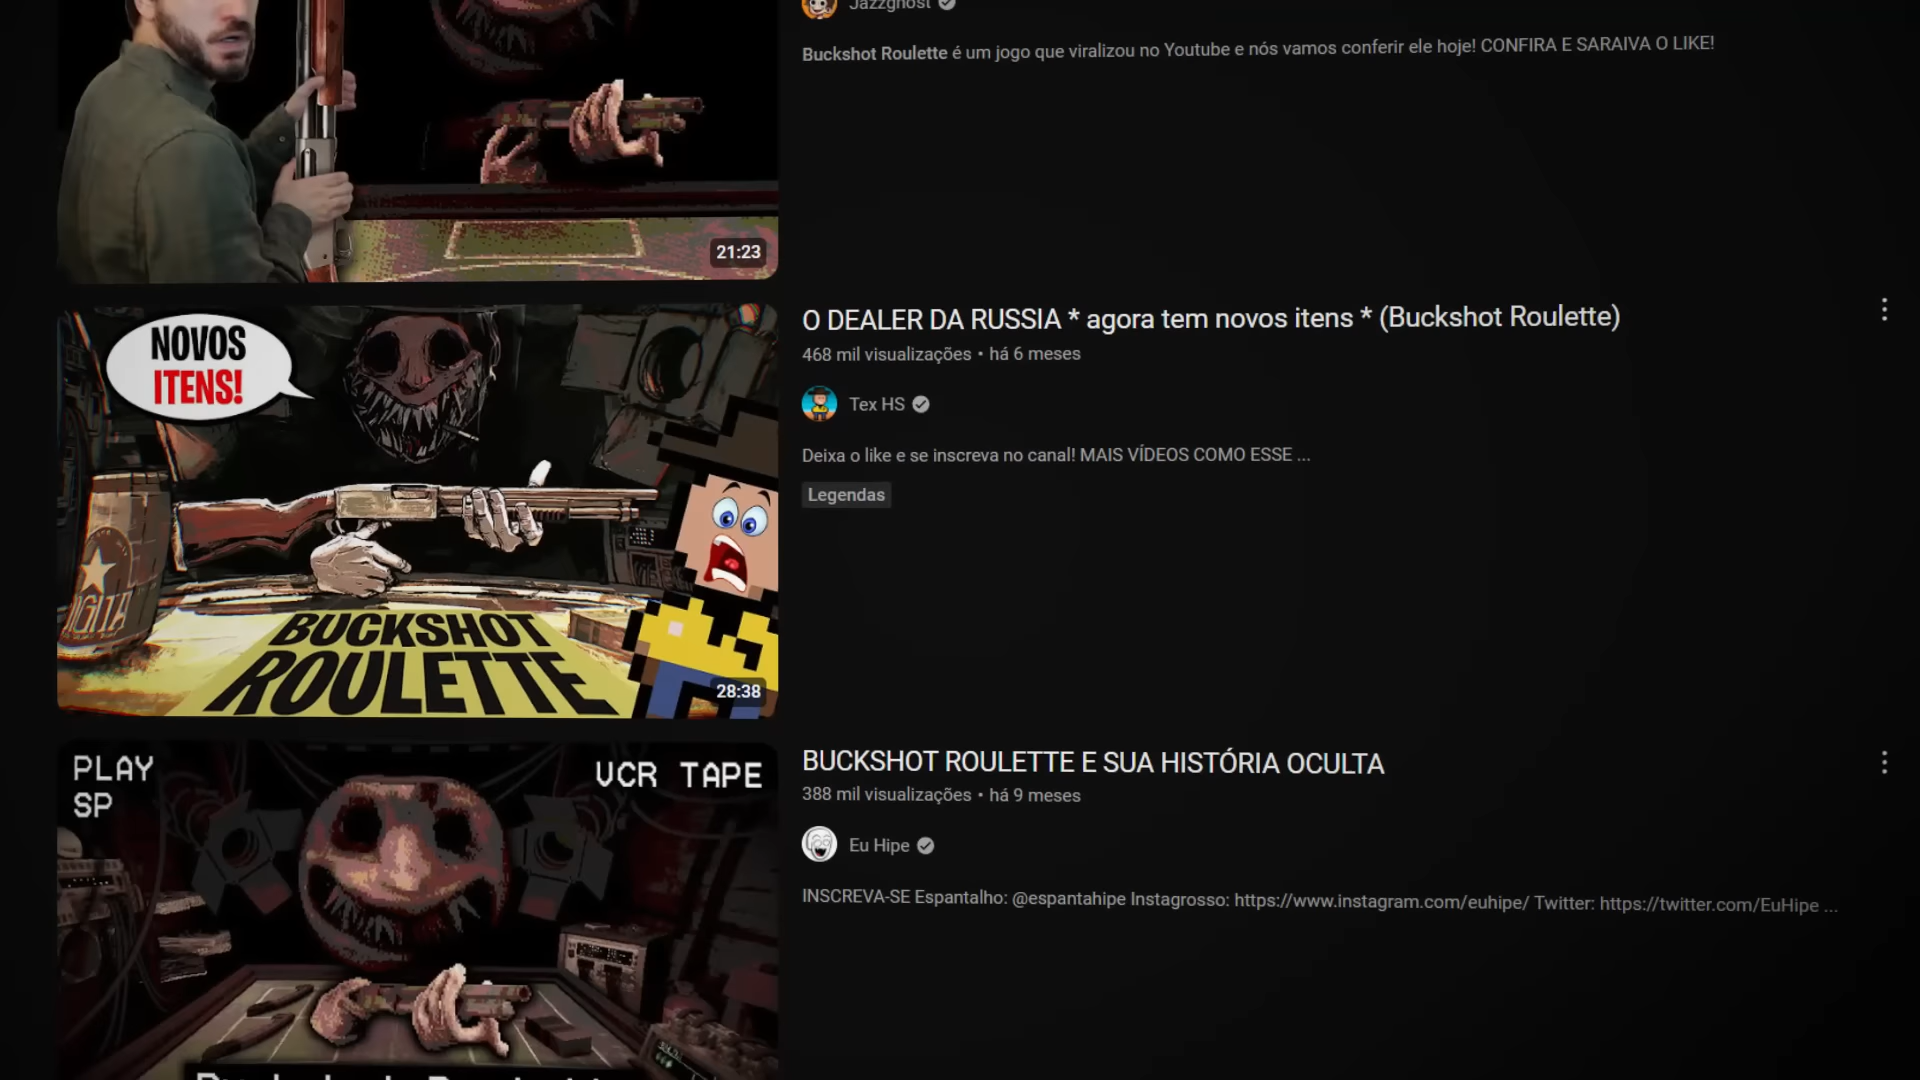 Jazzghost
Buckshot Roulette é um jogo que viralizou no Youtube e nós vamos conferir ele hoje! CONFIRA E SARAIVA O LIKE!
21:23
NOVOS
ITENS!
BUCKSHOT
ROULETTE
28:38
O DEALER DA RUSSIA * agora tem novos itens * (Buckshot Roulette)
468 mil visualizações • há 6 meses
Tex HS
Deixa o like e se inscreva no canal! MAIS VÍDEOS COMO ESSE ...
Legendas
PLAY
SP
VCR TAPE
BUCKSHOT ROULETTE E SUA HISTÓRIA OCULTA
388 mil visualizações • há 9 meses
Eu Hipe
INSCREVA-SE Espantalho: @espantahipe Instagrosso: https://www.instagram.com/euhipe/ Twitter: https://twitter.com/EuHipe ...